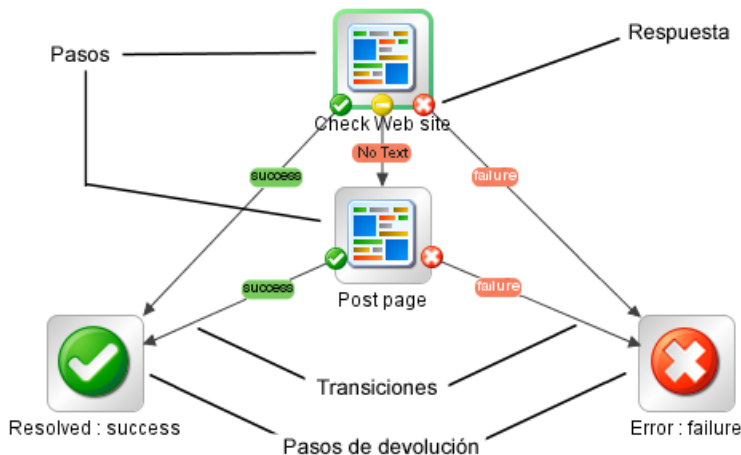 Respuesta
Pasos
Check Web site
No Text
success
failure
success
failure
Post page
Transiciones
Resolved : success
Error : failure
Pasos de devolución